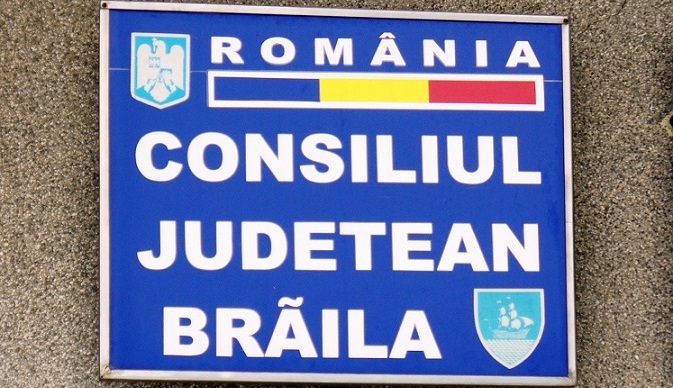 ROMÂNIA
CONSILIUL
JUDETEAN
BRÃILA